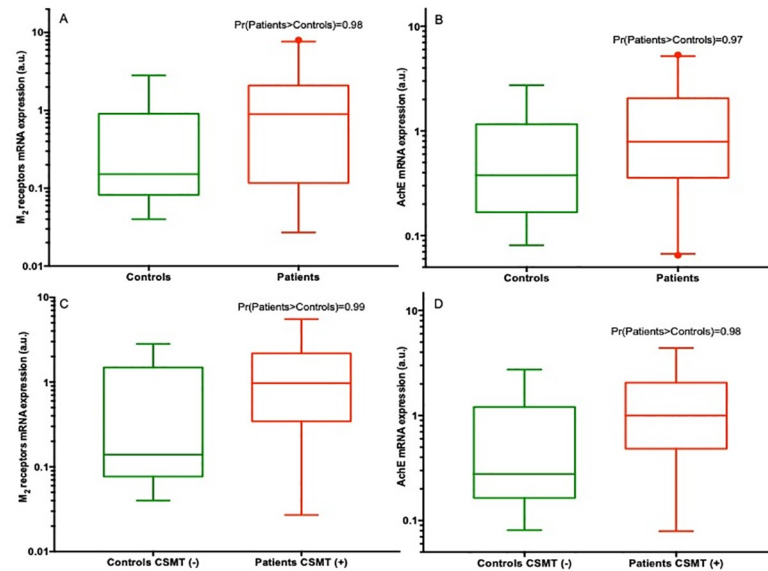 A
Pr(Patients>Controls)=0.98
M2 receptors mRNA expression (a.u.)
10
1
0.1
0.01
Controls
Patients
B
Pr(Patients>Controls)=0.97
AchE mRNA expression (a.u.)
10
1
0.1
Controls
Patients
C
Pr(Patients>Controls)=0.99
M2 receptors mRNA expression (a.u.)
10
1
0.1
0.01
Controls CSMT (-)
Patients CSMT (+)
D
Pr(Patients>Controls)=0.98
AchE mRNA expression (a.u.)
10
1
0.1
Controls CSMT (-)
Patients CSMT (+)